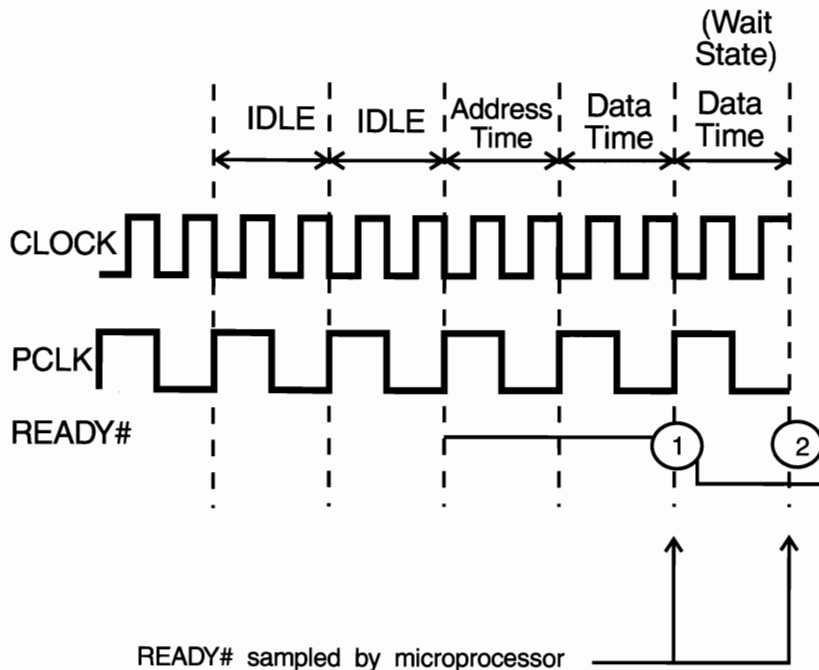 (Wait
State)
IDLE
IDLE
Address
Time
Data
Time
Data
Time
CLOCK
PCLK
READY#
1
2
READY# sampled by microprocessor